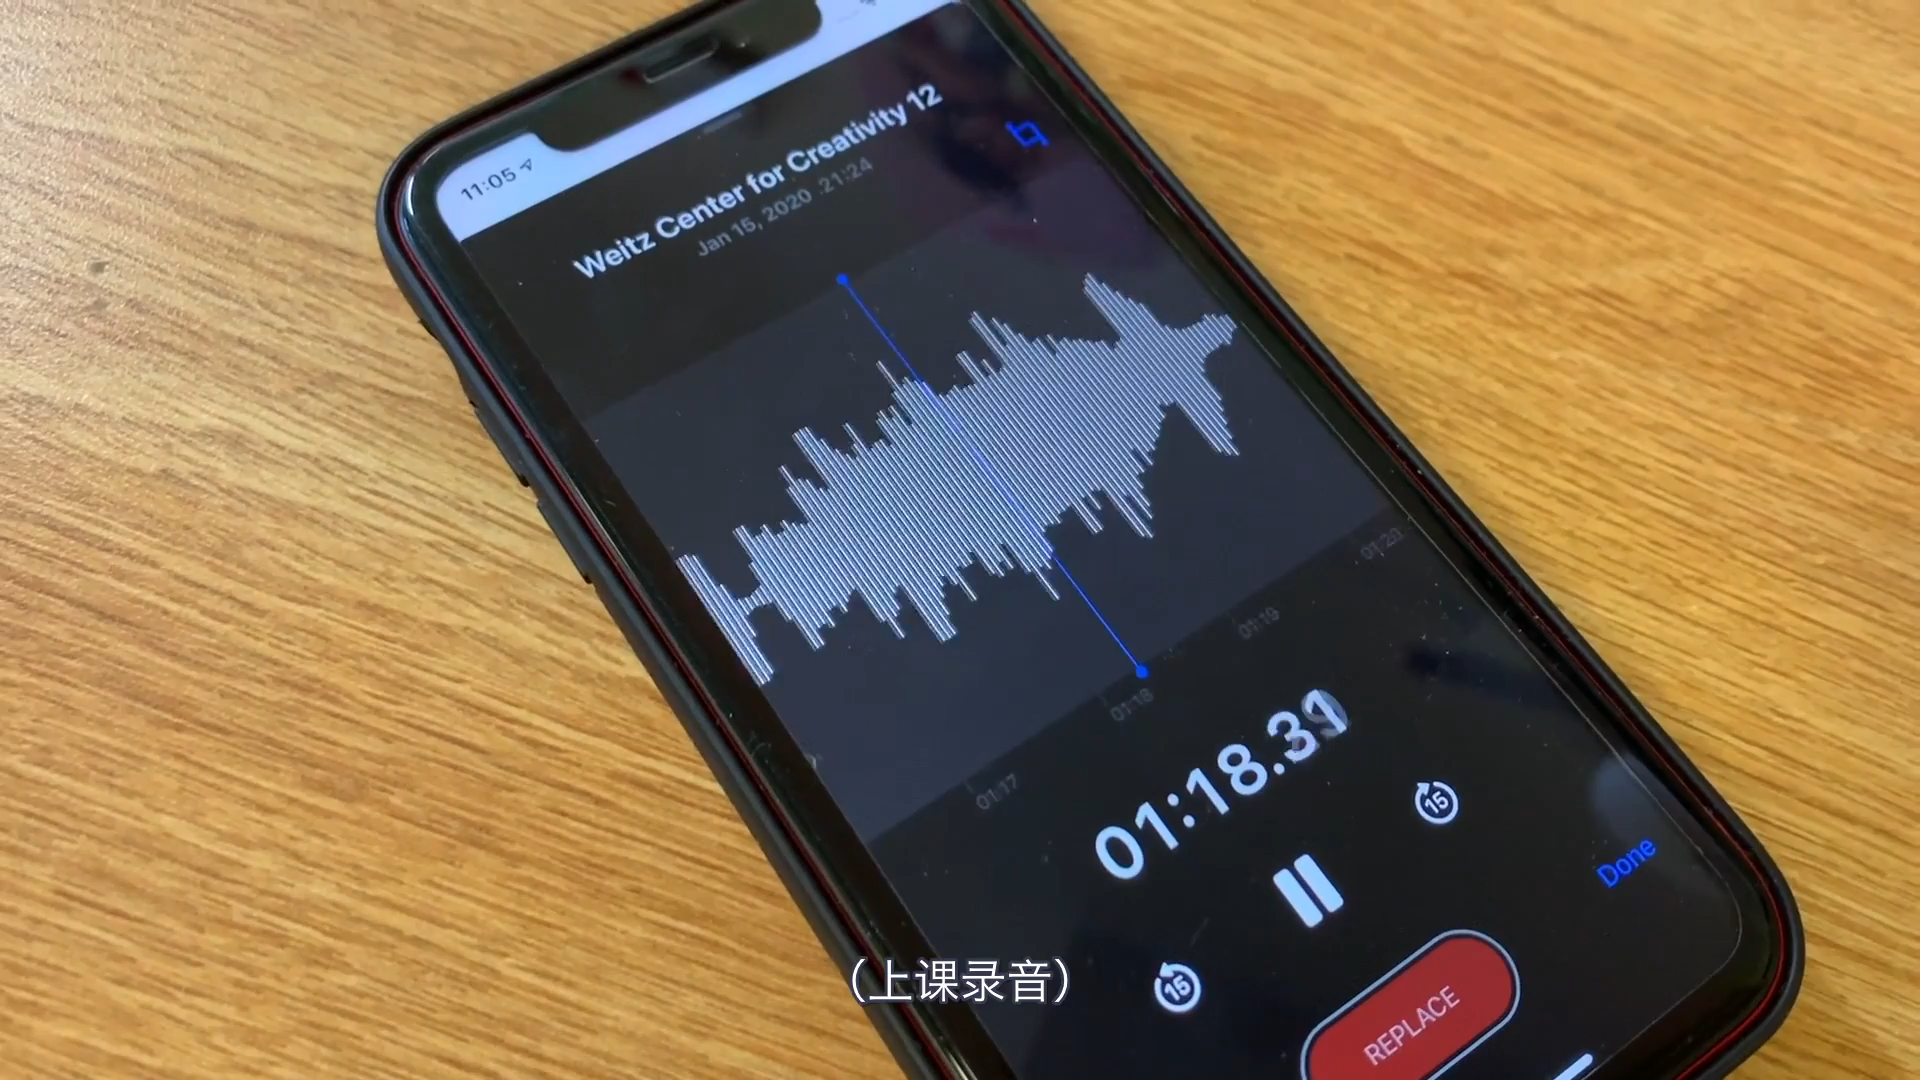 11:05
Weitz Center for Creativity 12
Jan 15, 2020 21:24
01:17
01:18
01:19
01:20
01:18.3
15
15
Done
REPLACE
（上课录音）